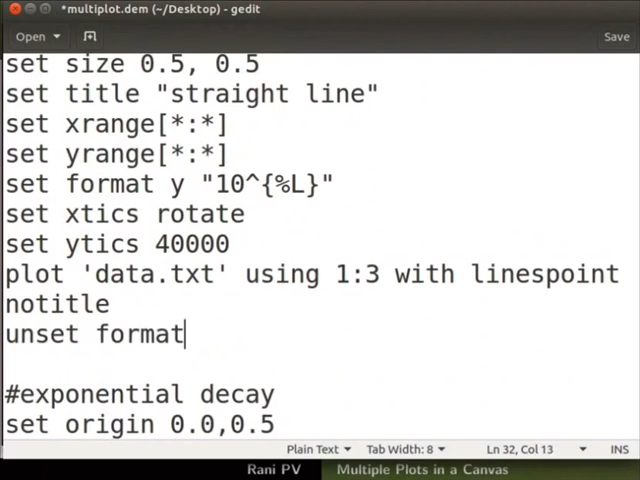 *multiplot.dem (~/Desktop) - gedit
Open
Save
set size 0.5, 0.5
set title "straight line"
set xrange[*:*]
set yrange[*:*]
set format y "10^{%L}"
set xtics rotate
set ytics 40000
plot 'data.txt' using 1:3 with linespoint
notitle
unset format
#exponential decay
set origin 0.0,0.5
Plain Text Tab Width: 8 Ln 32, Col 13 INS
Rani PV Multiple Plots in a Canvas